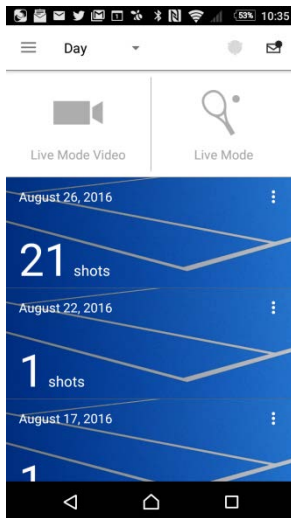 53% 10:35
Day
Live Mode Video
Live Mode
August 26, 2016
21 shots
August 22, 2016
1 shots
August 17, 2016
1